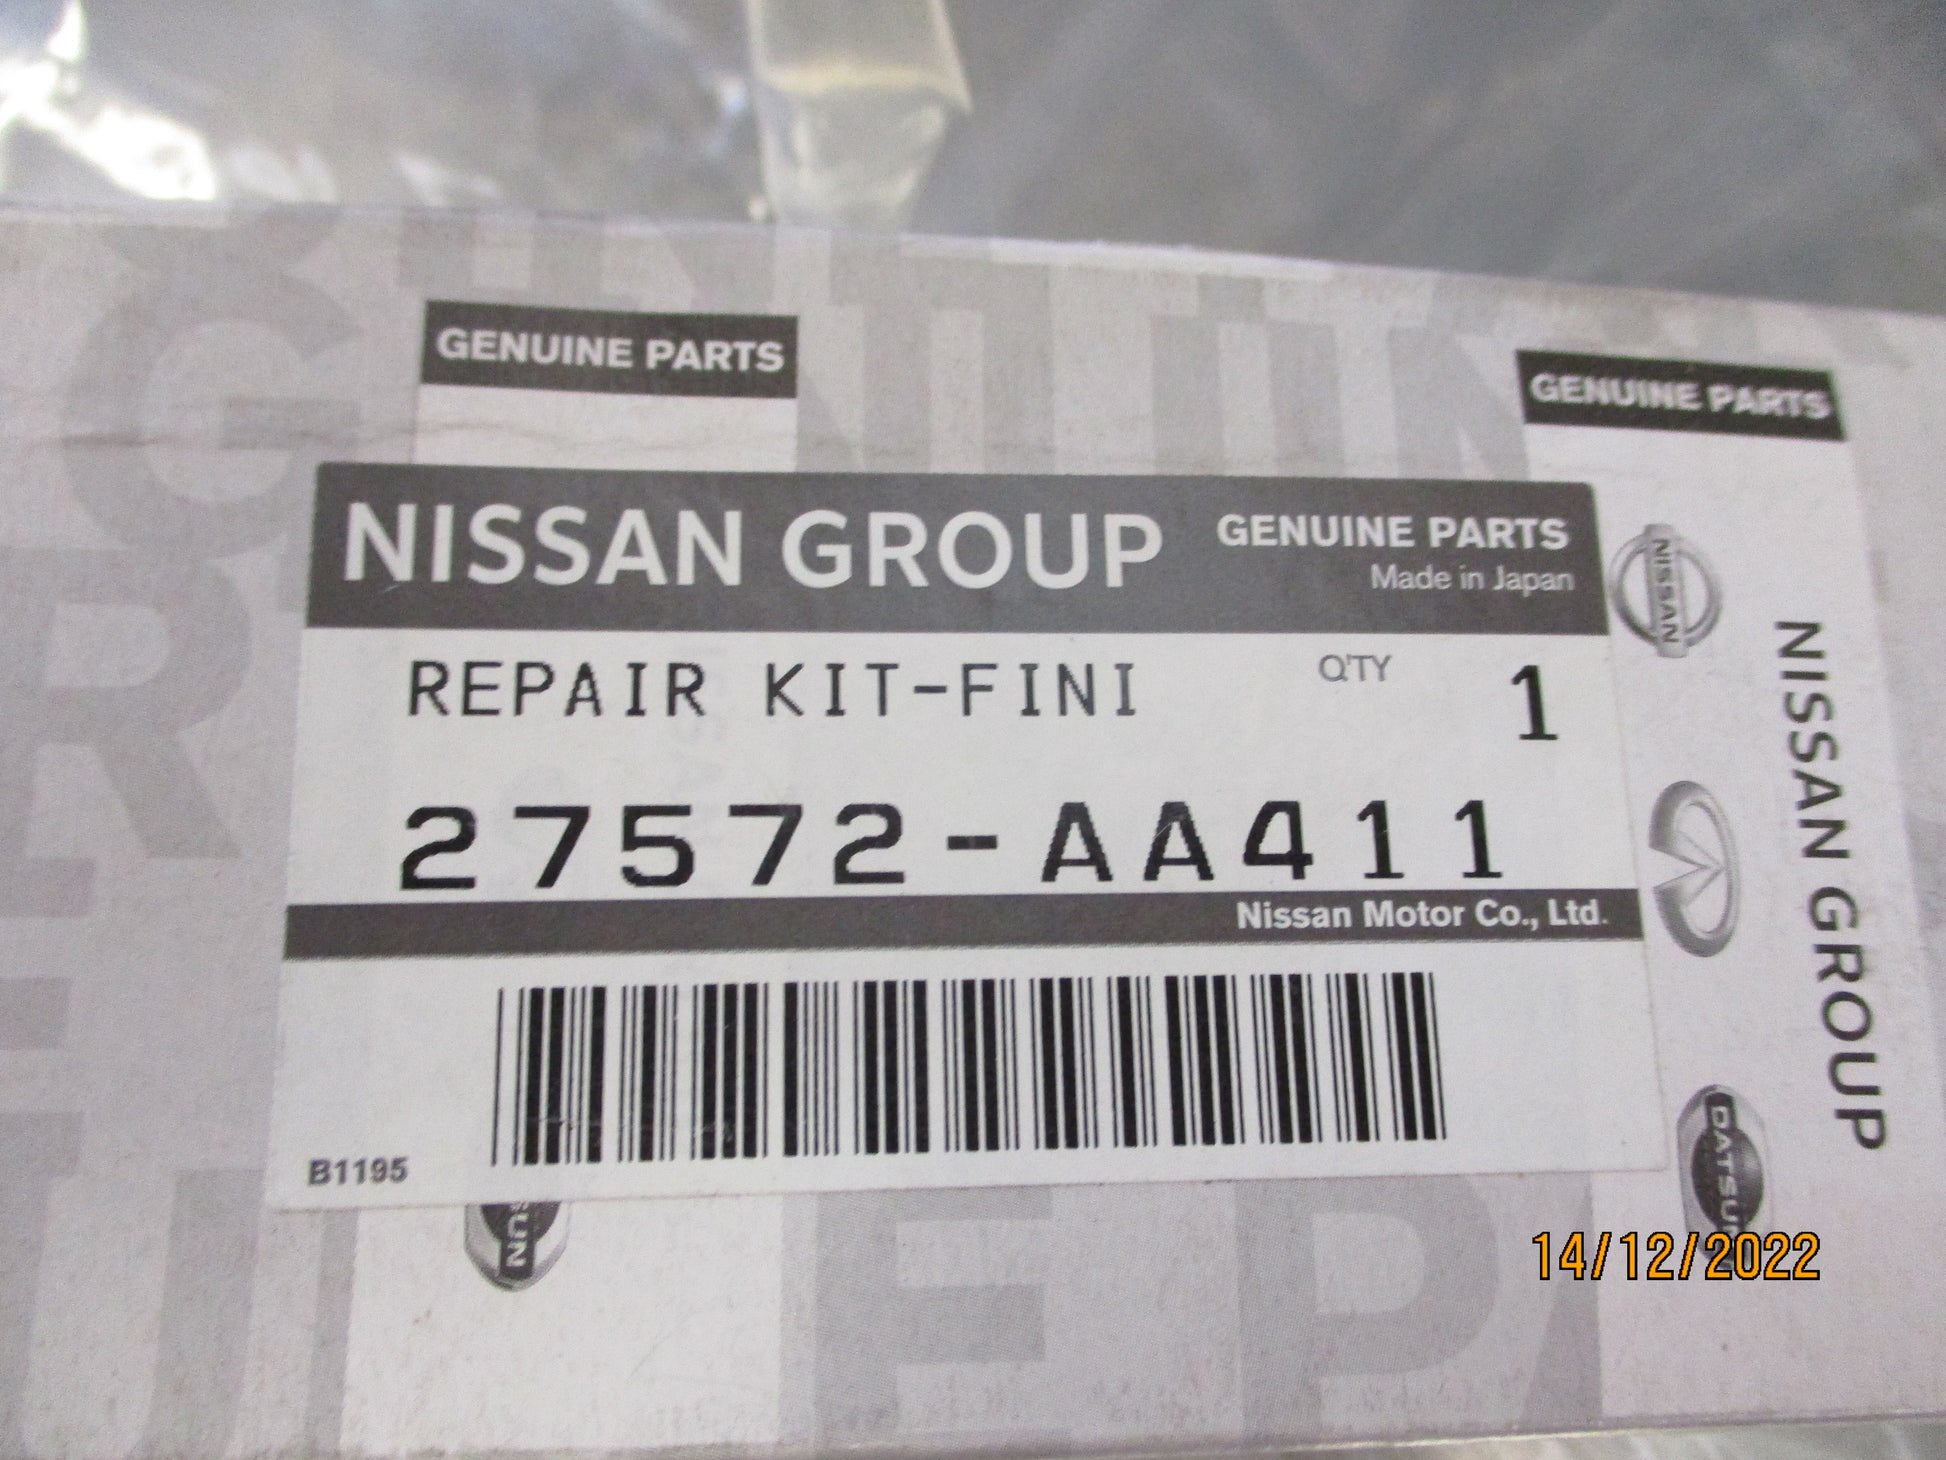 GENUINE PARTS
GENUINE PARTS
NISSAN GROUP
GENUINE PARTS
Made in Japan
REPAIR KIT-FINI
Q'TY
1
27572-AA411
Nissan Motor Co., Ltd.
B1195
NISSAN
NISSAN GROUP
DATSUN
14/12/2022